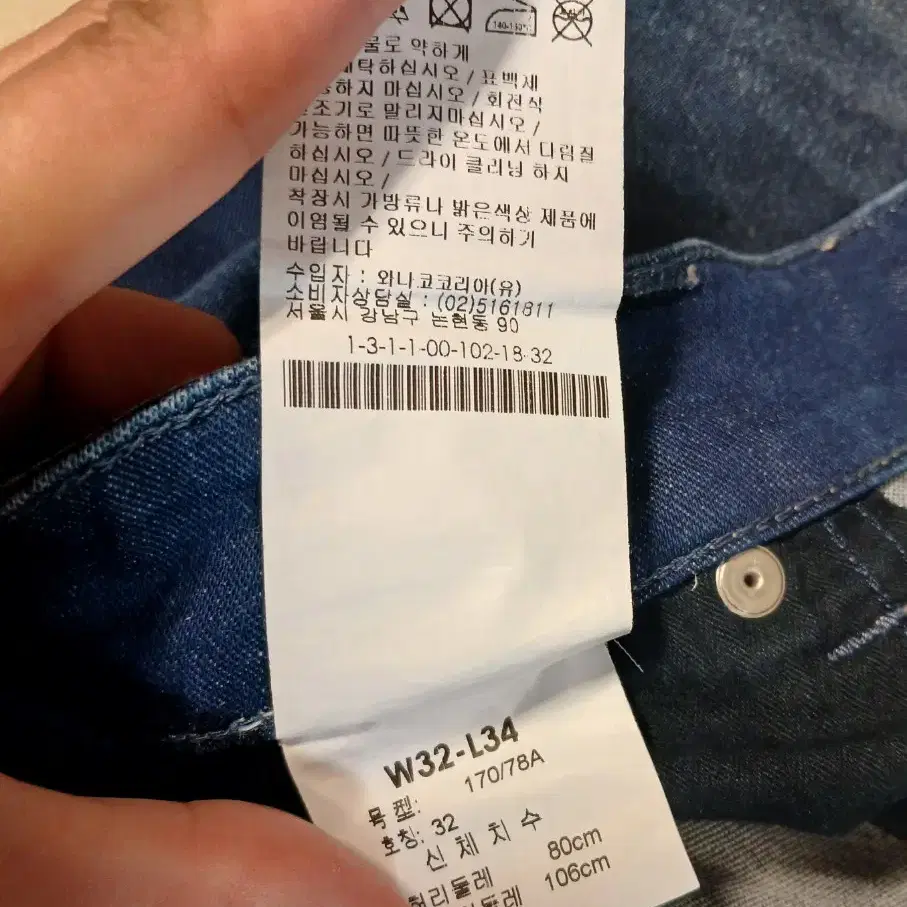 140-150°C
물로 약하게
세탁하십시오 / 표백제
하지 마십시오 / 회전식
건조기로 말리지마십시오 /
가능하면 따뜻한 온도에서 다림질
하십시오 / 드라이 클리닝 하지
마십시오 /
착장시 가방류나 밝은색상 제품에
이염될 수 있으니 주의하기
바랍니다
수입자 : 와나코코리아(유)
소비자상담실 : (02)5161811
서울시 강남구 논현동 90
1-3-1-1-00-102-18-32
W32-L34
170/78A
호칭: 32
신 체 치 수
허리둘레 80cm
둘레 106cm